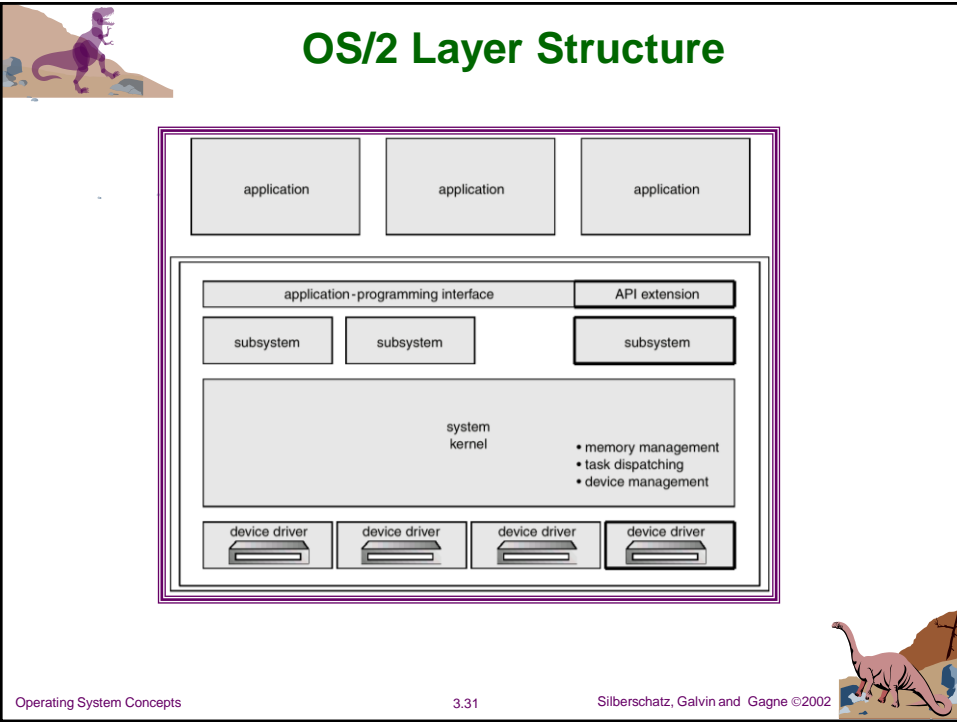 OS/2 Layer Structure
application application application
application-programming interface API extension
subsystem subsystem subsystem
system
kernel
• memory management
• task dispatching
• device management
device driver device driver device driver device driver
Operating System Concepts 3.31 Silberschatz, Galvin and Gagne ©2002